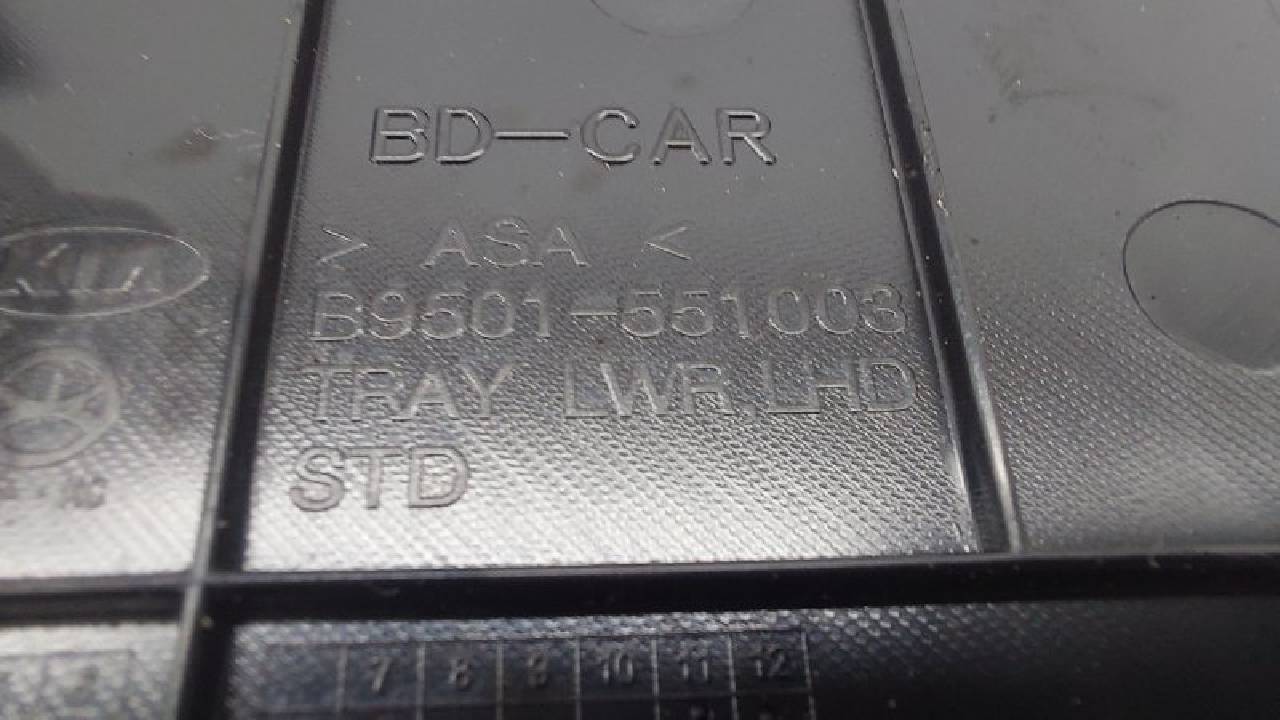 BD-CAR
> ASA <
KIA
B9501-551003
TRAY LWR,LHD
STD
7 8 9 10 11 12